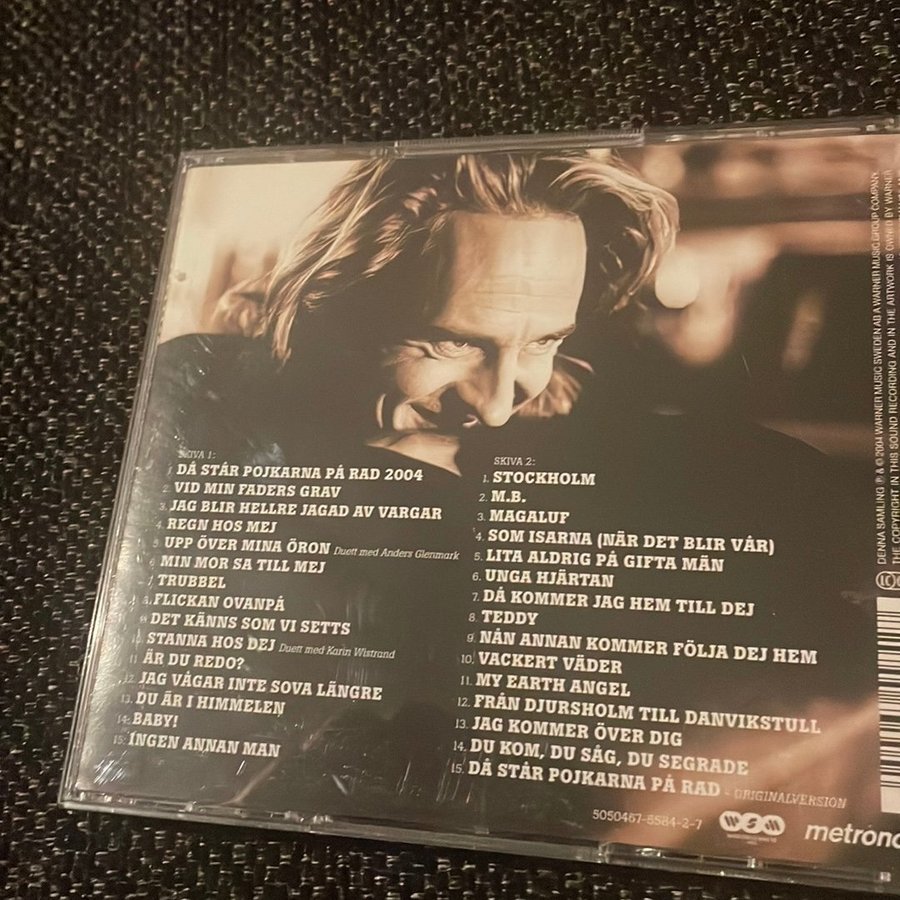 SKIVA 1:
1. DÅ STÅR POJKARNA PÅ RAD 2004
2. VID MIN FADERS GRAV
3. JAG BLIR HELLRE JAGAD AV VARGAR
4. REGN HOS MEJ
5. UPP ÖVER MINA ÖRON Duett med Anders Glenmark
6. MIN MOR SA TILL MEJ
7. TRUBBEL
8. FLICKAN OVANPÅ
9. DET KÄNNS SOM VI SETTS
10. STANNA HOS DEJ Duett med Karin Wistrand
11. ÄR DU REDO?
12. JAG VÅGAR INTE SOVA LÄNGRE
13. DU ÄR I HIMMELEN
14. BABY!
15. INGEN ANNAN MAN
SKIVA 2:
1. STOCKHOLM
2. M.B.
3. MAGALUF
4. SOM ISARNA (NÄR DET BLIR VÅR)
5. LITA ALDRIG PÅ GIFTA MÄN
6. UNGA HJÄRTAN
7. DÅ KOMMER JAG HEM TILL DEJ
8. TEDDY
9. NÅN ANNAN KOMMER FÖLJA DEJ HEM
10. VACKERT VÄDER
11. MY EARTH ANGEL
12. FRÅN DJURSHOLM TILL DANVIKSTULL
13. JAG KOMMER ÖVER DIG
14. DU KOM, DU SÅG, DU SEGRADE
15. DÅ STÅR POJKARNA PÅ RAD - ORIGINALVERSION
5050467-5584-2-7
metrono
DENNA SAMLING ℗ & © 2004 WARNER MUSIC SWEDEN AB A WARNER MUSIC GROUP COMPANY.
THE COPYRIGHT IN THIS SOUND RECORDING AND IN THE ARTWORK IS OWNED BY WARNER